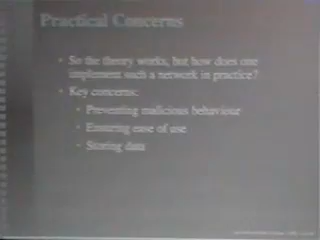 Practical Concerns
• So the theory works, but how does one
implement such a network in practice?
• Key concerns:
• Preventing malicious behaviour
• Ensuring ease of use
• Storing data